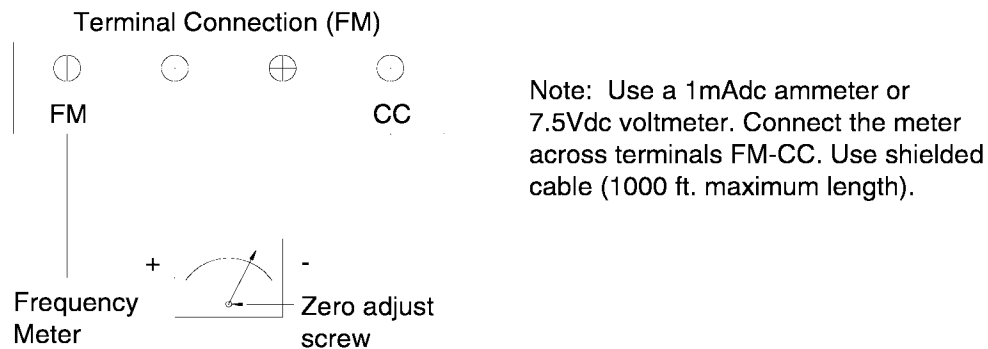 Terminal Connection (FM)
FM
CC
Note: Use a 1mAdc ammeter or
7.5Vdc voltmeter. Connect the meter
across terminals FM-CC. Use shielded
cable (1000 ft. maximum length).
+
-
Frequency
Meter
Zero adjust
screw